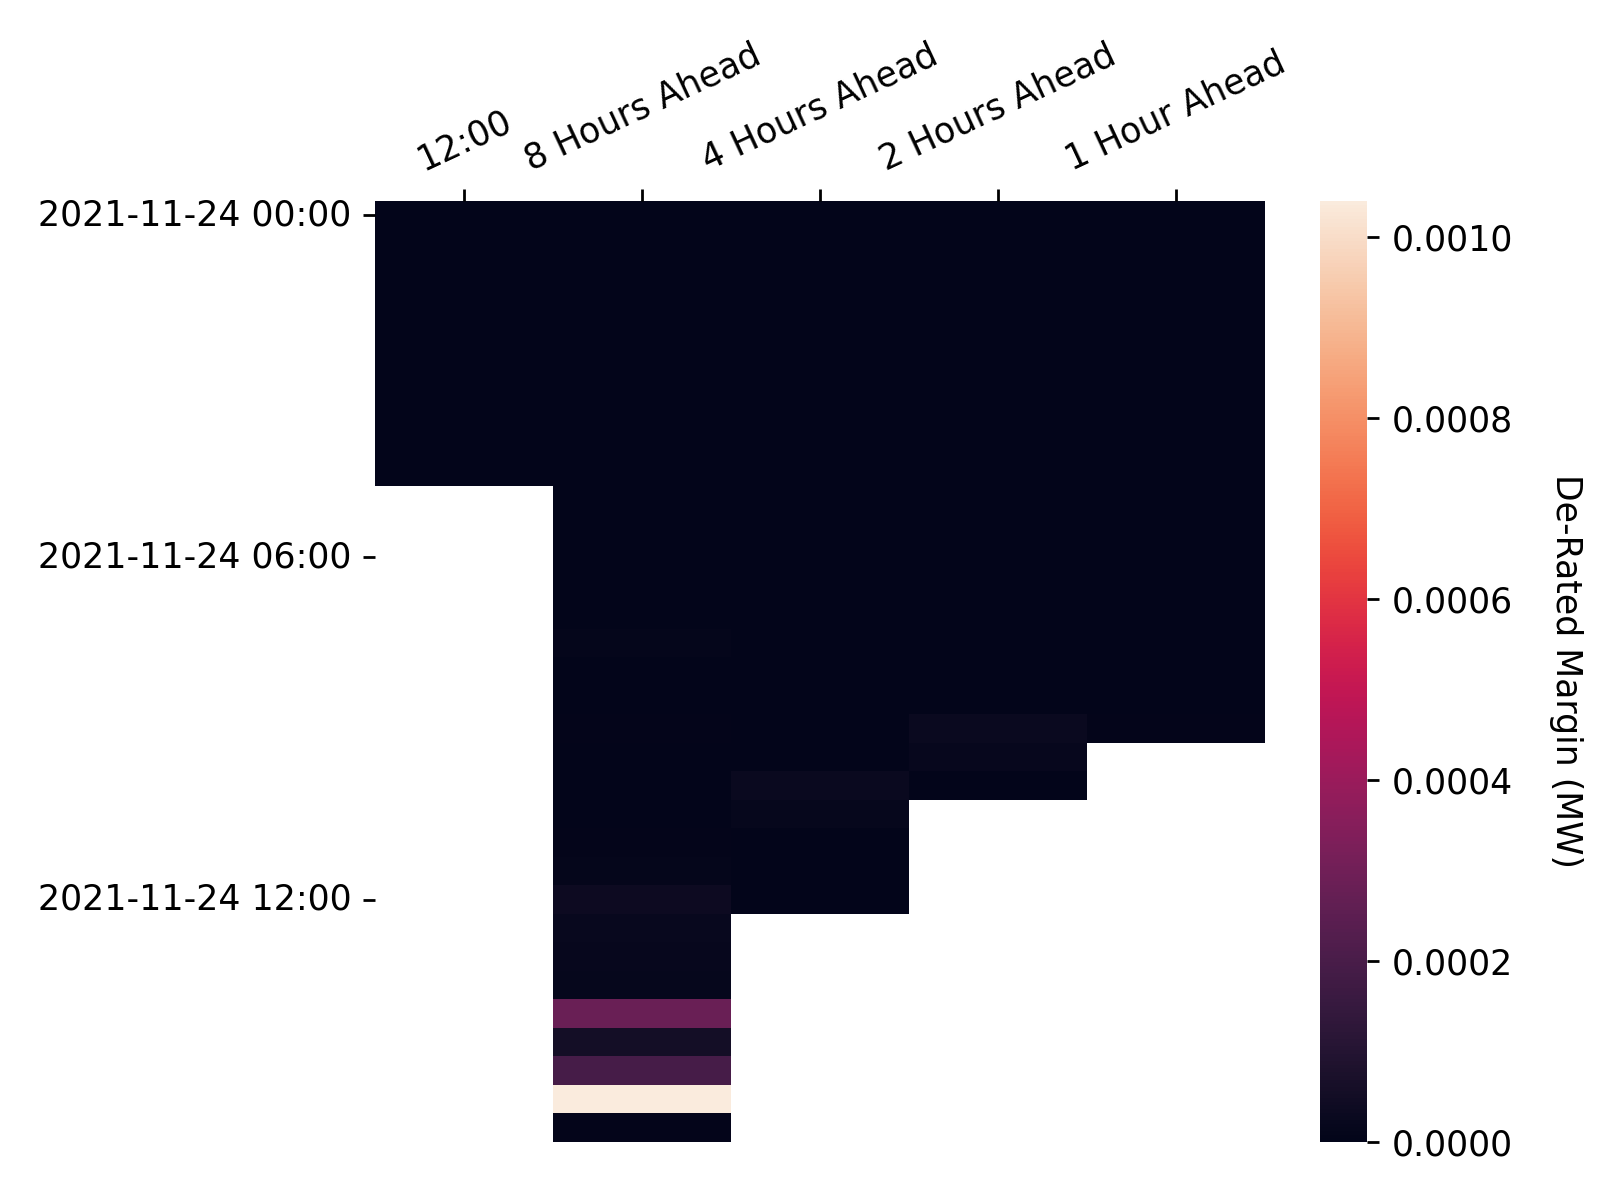 12:00
8 Hours Ahead
4 Hours Ahead
2 Hours Ahead
1 Hour Ahead
2021-11-24 00:00
2021-11-24 06:00
2021-11-24 12:00
0.0010
0.0008
0.0006
0.0004
0.0002
0.0000
De-Rated Margin (MW)